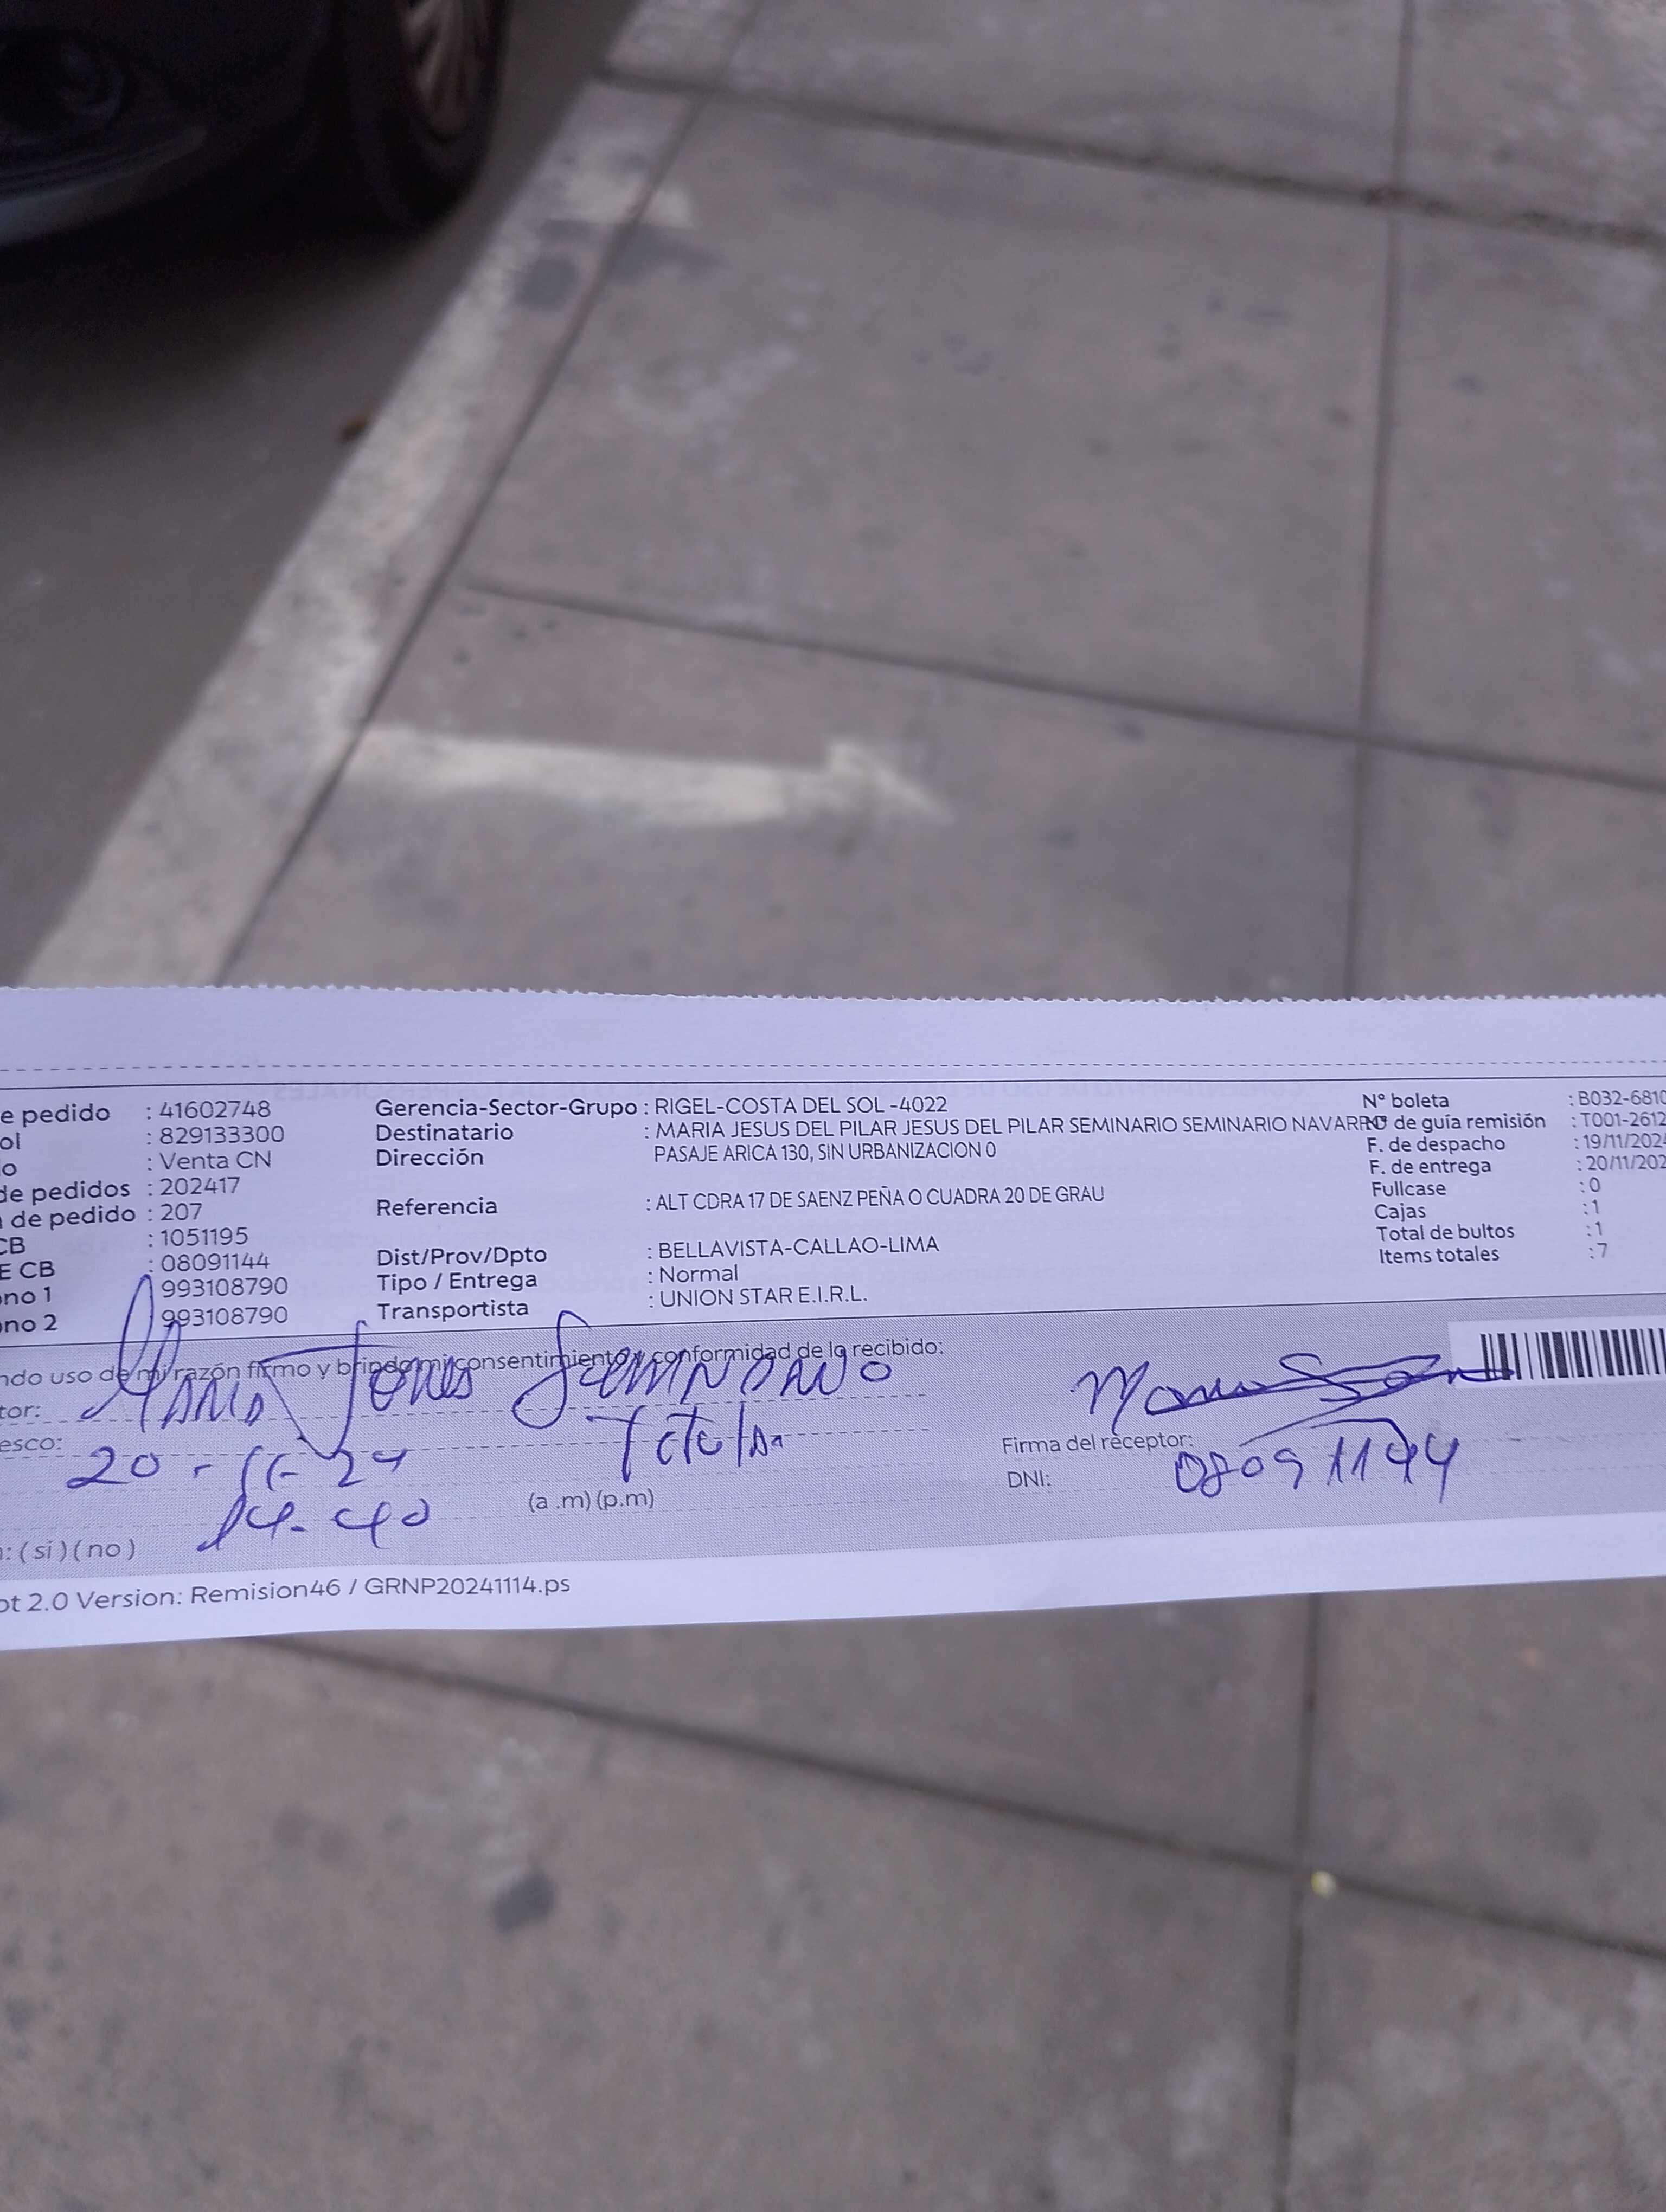 e pedido : 41602748 Gerencia-Sector-Grupo : RIGEL-COSTA DEL SOL -4022 N° boleta : B032-6810
ol : 829133300 Destinatario : MARIA JESUS DEL PILAR JESUS DEL PILAR SEMINARIO SEMINARIO NAVARRO N° de guía remisión : T001-2612
o : Venta CN Dirección PASAJE ARICA 130, SIN URBANIZACION 0 F. de despacho : 19/11/2024
de pedidos : 202417 F. de entrega : 20/11/202
de pedido : 207 Referencia : ALT CDRA 17 DE SAENZ PEÑA O CUADRA 20 DE GRAU Fullcase : 0
CB : 1051195 Cajas : 1
E CB : 08091144 Dist/Prov/Dpto : BELLAVISTA-CALLAO-LIMA Total de bultos : 1
ono 1 993108790 Tipo / Entrega : Normal Items totales : 7
ono 2 993108790 Transportista : UNION STAR E.I.R.L.
ndo uso de mi razón firmo y brindo mi consentimiento y conformidad de lo recibido:
tor: Maria Jesus Seminario
esco: Titular Firma del receptor:
20-11-24 DNI: 08091144
14-40 (a .m) (p.m)
: ( si ) ( no )
ot 2.0 Version: Remision46 / GRNP20241114.ps